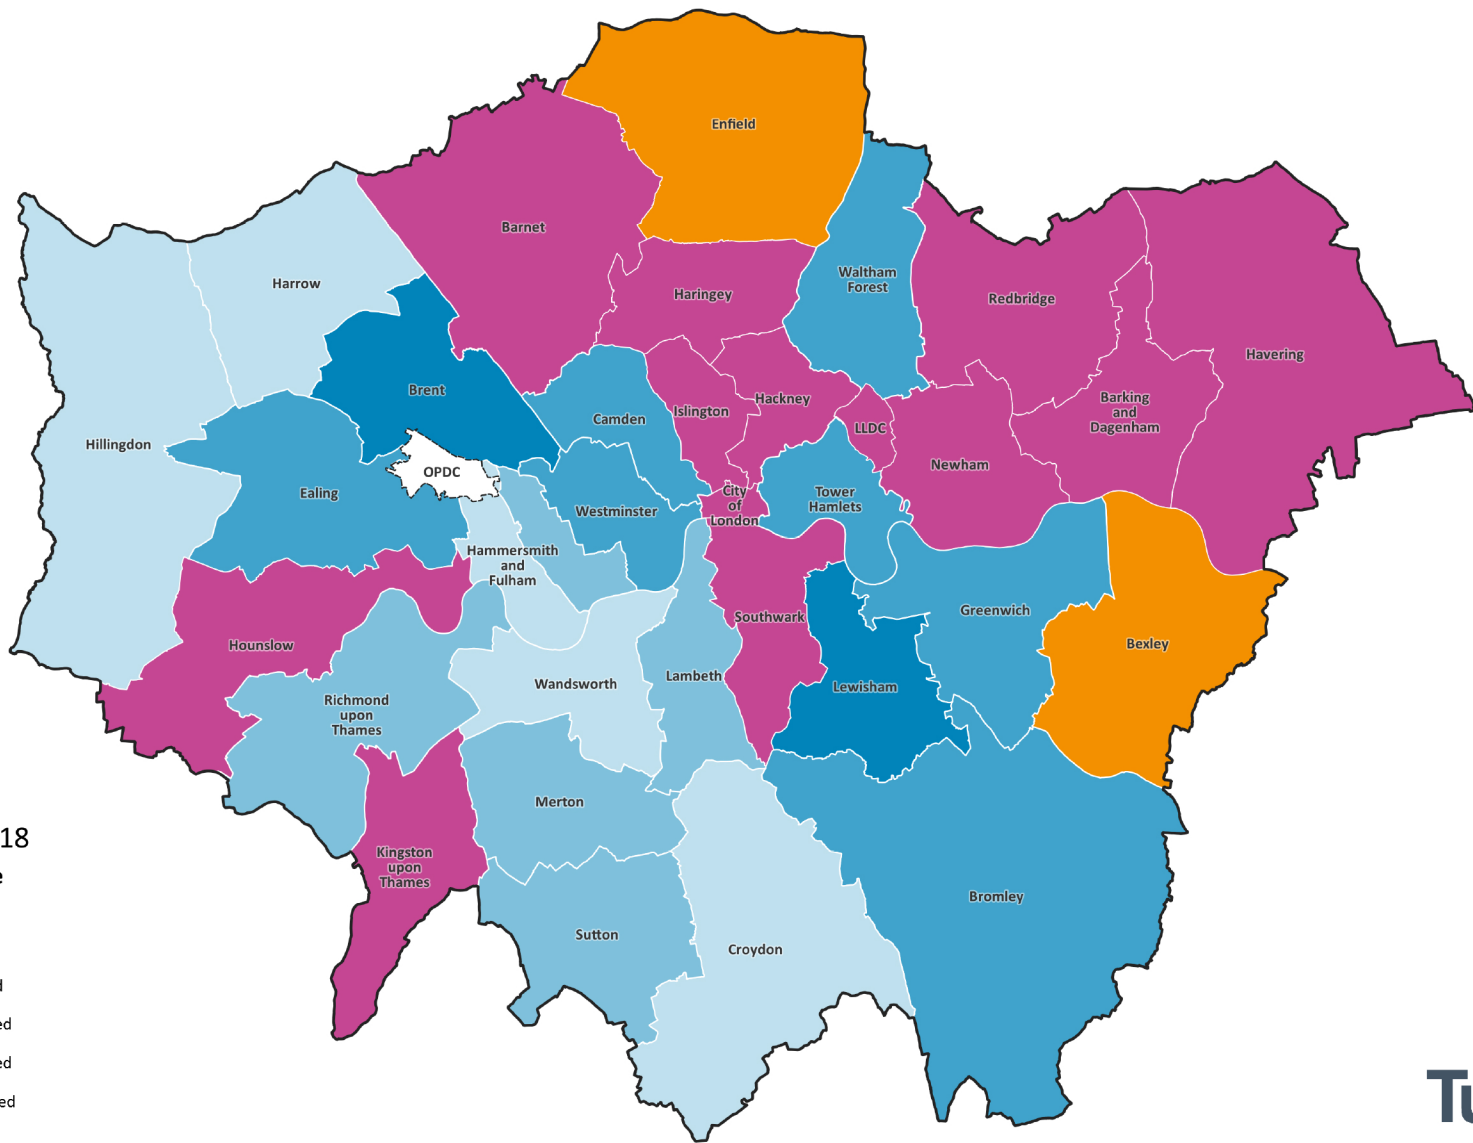 Enfield
Barnet
Waltham
Forest
Harrow
Haringey
Redbridge
Havering
Brent
Camden
Islington
Hackney
LLDC
Barking
and
Dagenham
Hillingdon
OPDC
Newham
Ealing
Westminster
City
of
London
Tower
Hamlets
Hammersmith
and
Fulham
Greenwich
Southwark
Hounslow
Bexley
Wandsworth
Lambeth
Lewisham
Richmond
upon
Thames
Merton
18
Kingston
upon
Thames
Bromley
Sutton
Croydon